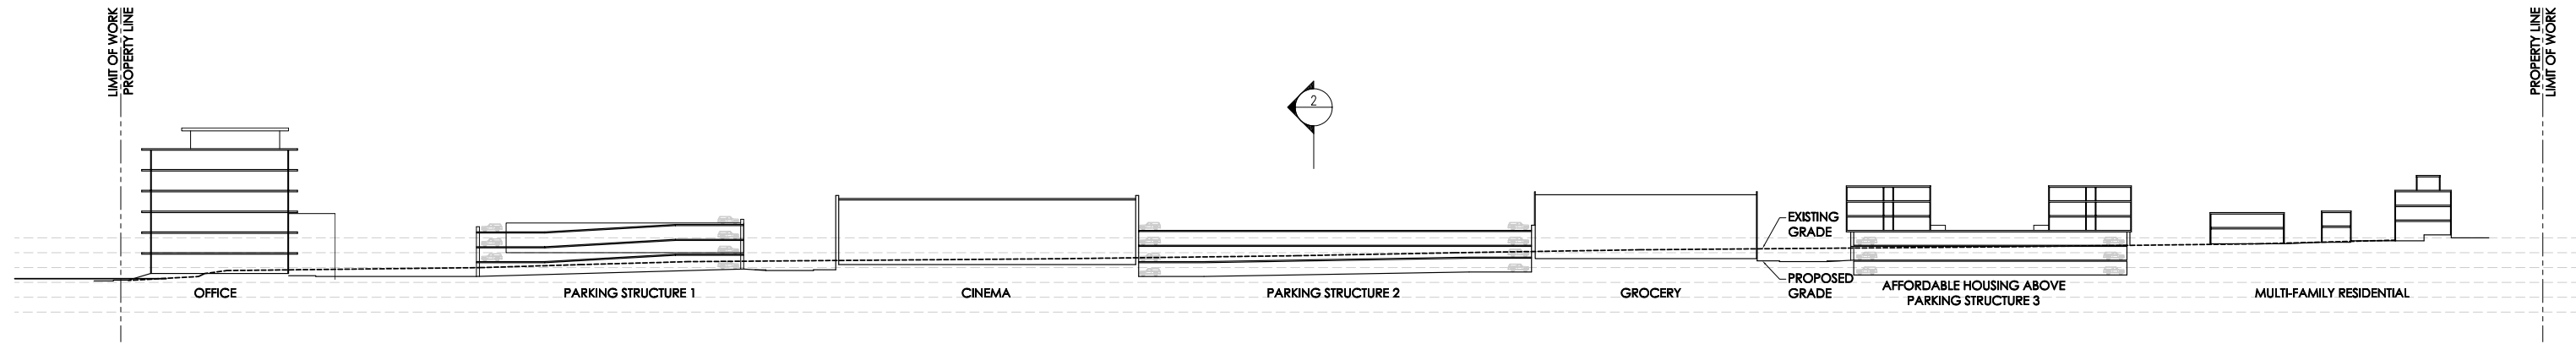 LIMIT OF WORK
PROPERTY LINE
2
PROPERTY LINE
LIMIT OF WORK
EXISTING
GRADE
PROPOSED
GRADE
OFFICE
PARKING STRUCTURE 1
CINEMA
PARKING STRUCTURE 2
GROCERY
AFFORDABLE HOUSING ABOVE
PARKING STRUCTURE 3
MULTI-FAMILY RESIDENTIAL